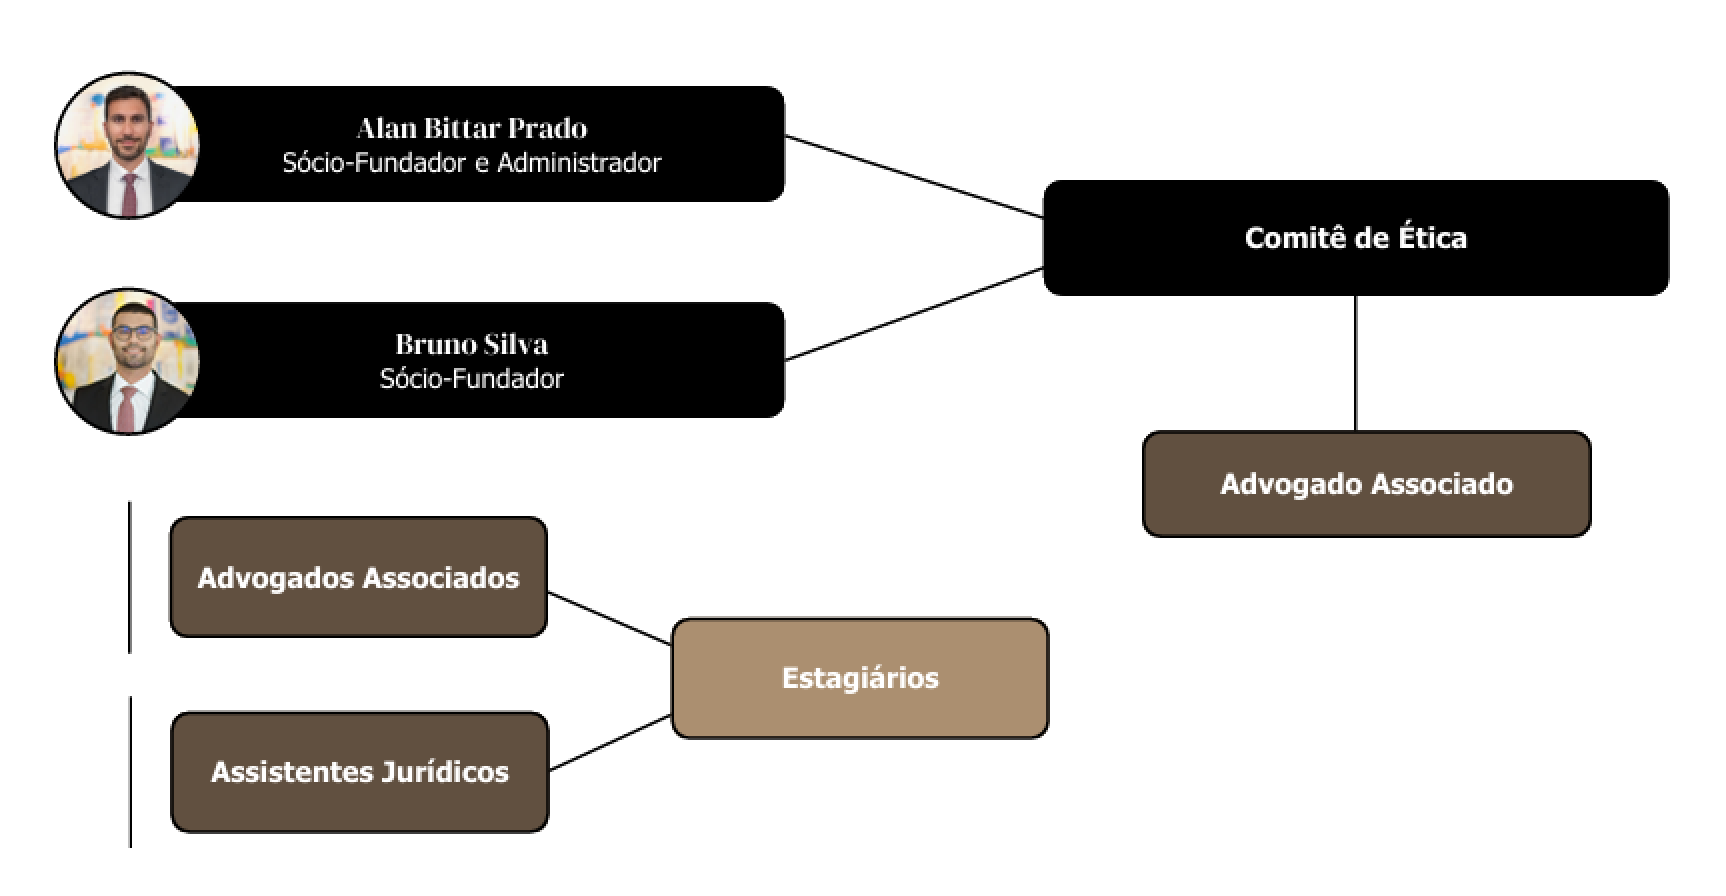 Alan Bittar Prado
Sócio-Fundador e Administrador
Comitê de Ética
Bruno Silva
Sócio-Fundador
Advogado Associado
Advogados Associados
Estagiários
Assistentes Jurídicos